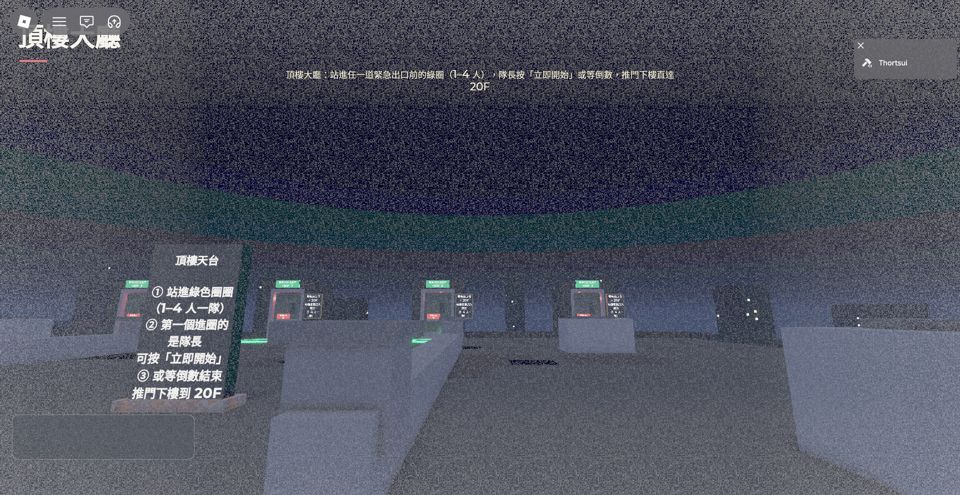 頂樓大廳
頂樓大廳：站進任一道緊急出口前的綠圈（1–4 人），隊長按「立即開始」或等倒數，推門下樓直達
20F
Thortsui
頂樓天台
① 站進綠色圈圈
（1–4 人一隊）
② 第一個進圈的
是隊長
可按「立即開始」
③ 或等倒數結束
推門下樓到 20F